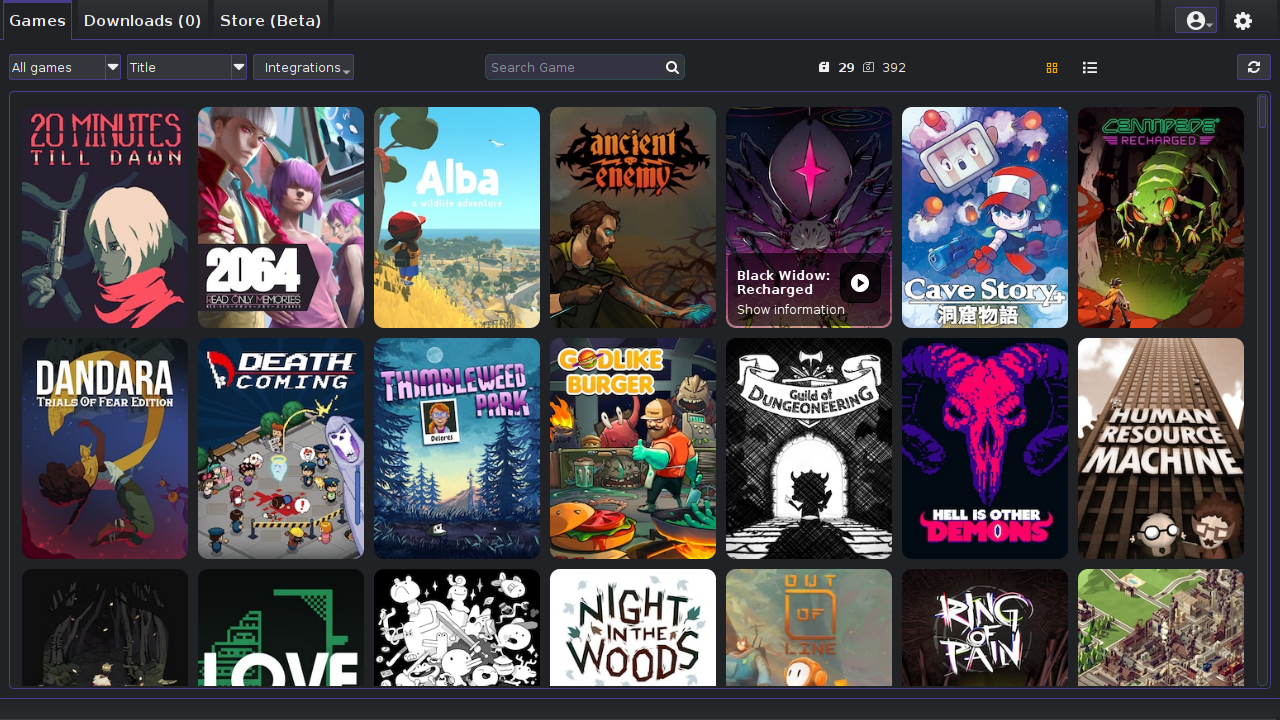 Games Downloads (0) Store (Beta)
All games Title Integrations Search Game 29 392
20 MINUTES
TILL DAWN
2064
READ ONLY MEMORIES
Alba
a wildlife adventure
ancient
enemy
Black Widow:
Recharged
Show information
Cave Story+
洞窟物語
CENTIPEDE
RECHARGED
DANDARA
TRIALS OF FEAR EDITION
DEATH
COMING
THIMBLEWEED
PARK
Delores
GODLIKE
BURGER
Guild of
DUNGEONEERING
HELL IS OTHER
DEMONS
HUMAN
RESOURCE
MACHINE
LOVE
NIGHT
IN THE
WOODS
OUT
OF
LINE
RING
OF
PAIN